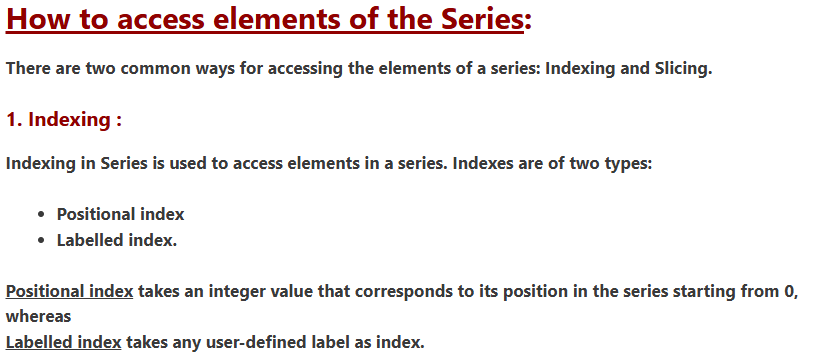 How to access elements of the Series:
There are two common ways for accessing the elements of a series: Indexing and Slicing.
1. Indexing :
Indexing in Series is used to access elements in a series. Indexes are of two types:
• Positional index
• Labelled index.
Positional index takes an integer value that corresponds to its position in the series starting from 0,
whereas
Labelled index takes any user-defined label as index.